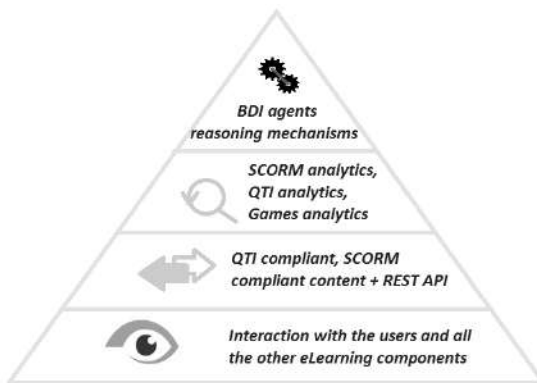 BDI agents
reasoning mechanisms
SCORM analytics,
QTI analytics,
Games analytics
QTI compliant, SCORM
compliant content + REST API
Interaction with the users and all
the other eLearning components